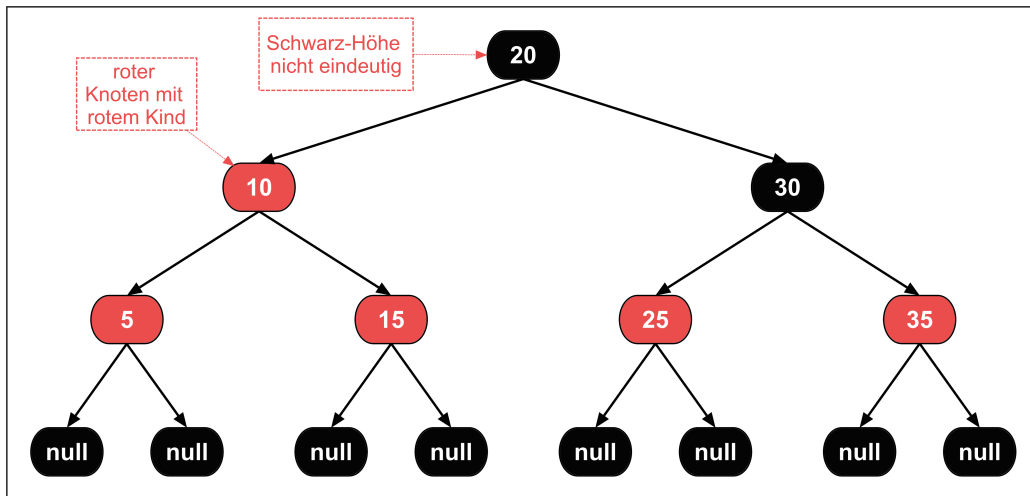 Schwarz-Höhe
nicht eindeutig
20
roter
Knoten mit
rotem Kind
10
30
5
15
25
35
null
null
null
null
null
null
null
null